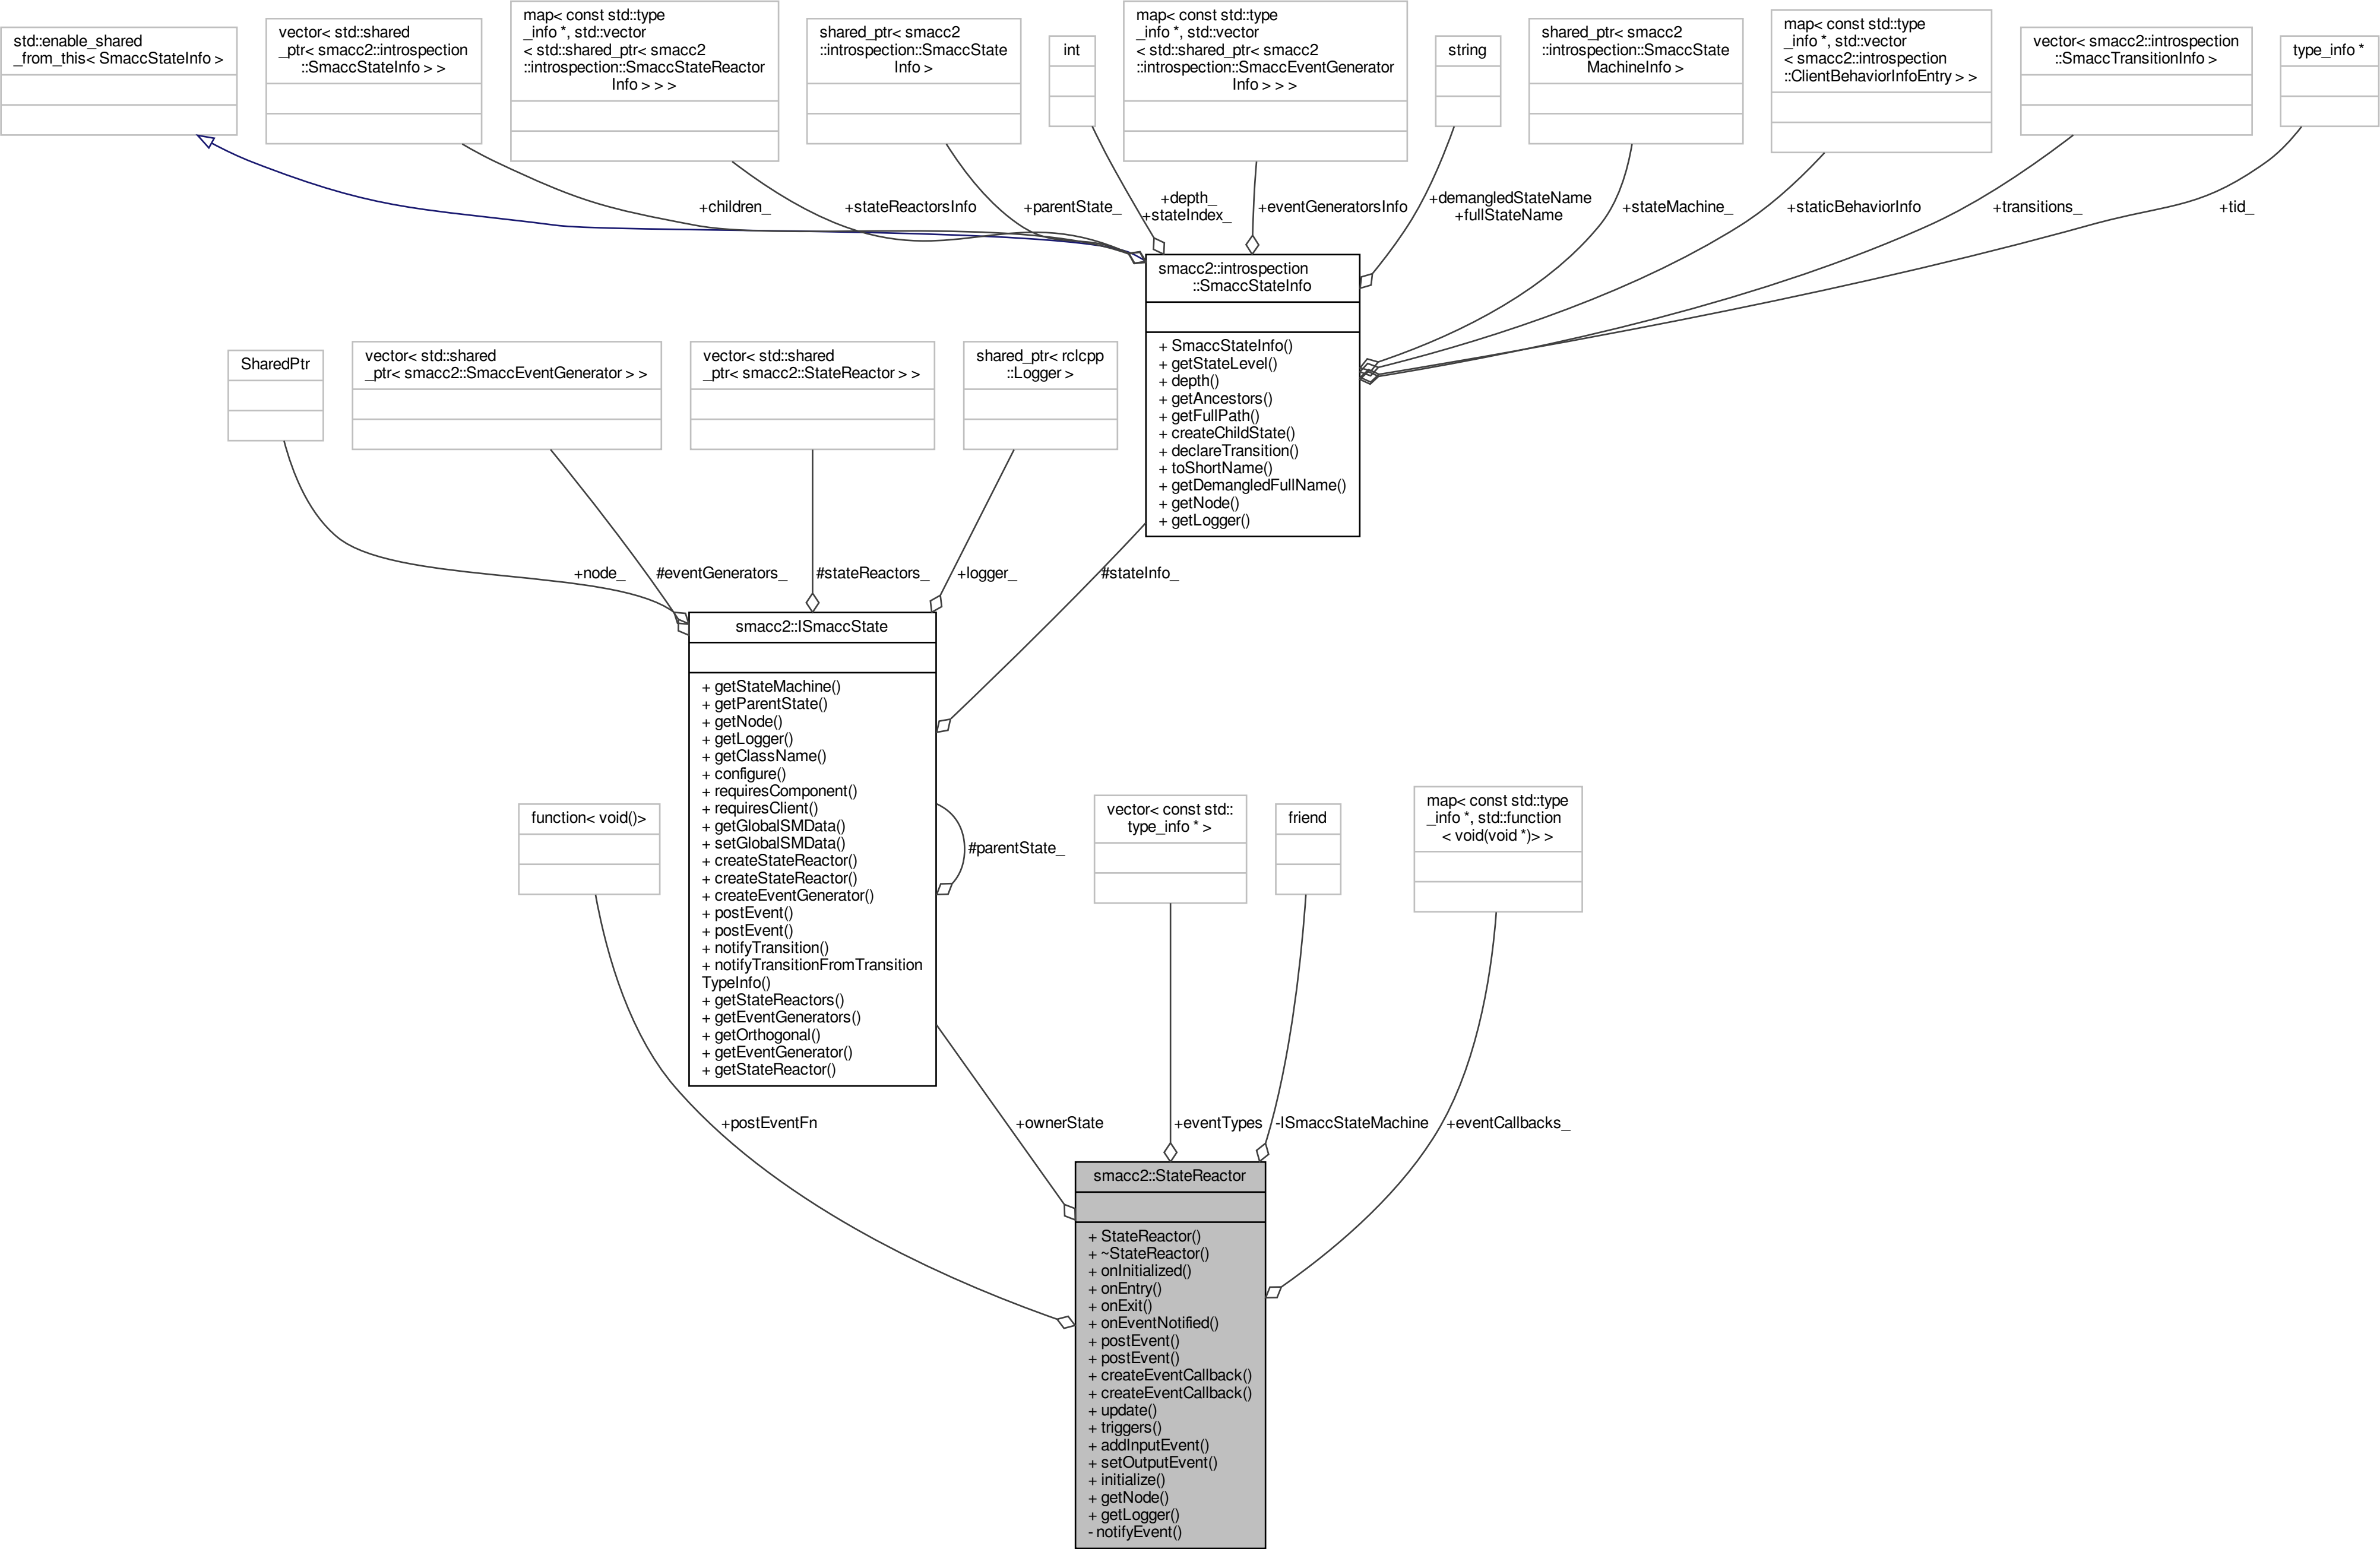 std::enable_shared
_from_this< SmaccStateInfo >
vector< std::shared
_ptr< smacc2::introspection
::SmaccStateInfo > >
map< const std::type
_info *, std::vector
< std::shared_ptr< smacc2
::introspection::SmaccStateReactor
Info > > >
shared_ptr< smacc2
::introspection::SmaccState
Info >
int
map< const std::type
_info *, std::vector
< std::shared_ptr< smacc2
::introspection::SmaccEventGenerator
Info > > >
string
shared_ptr< smacc2
::introspection::SmaccState
MachineInfo >
map< const std::type
_info *, std::vector
< smacc2::introspection
::ClientBehaviorInfoEntry > >
vector< smacc2::introspection
::SmaccTransitionInfo >
type_info *
+children_
+stateReactorsInfo
+parentState_
+depth_
+stateIndex_
+eventGeneratorsInfo
+demangledStateName
+fullStateName
+stateMachine_
+staticBehaviorInfo
+transitions_
+tid_
smacc2::introspection
::SmaccStateInfo
+ SmaccStateInfo()
+ getStateLevel()
+ depth()
+ getAncestors()
+ getFullPath()
+ createChildState()
+ declareTransition()
+ toShortName()
+ getDemangledFullName()
+ getNode()
+ getLogger()
SharedPtr
vector< std::shared
_ptr< smacc2::SmaccEventGenerator > >
vector< std::shared
_ptr< smacc2::StateReactor > >
shared_ptr< rclcpp
::Logger >
+node_
#eventGenerators_
#stateReactors_
+logger_
#stateInfo_
smacc2::ISmaccState
+ getStateMachine()
+ getParentState()
+ getNode()
+ getLogger()
+ getClassName()
+ configure()
+ requiresComponent()
+ requiresClient()
+ getGlobalSMData()
+ setGlobalSMData()
+ createStateReactor()
+ createStateReactor()
+ createEventGenerator()
+ postEvent()
+ postEvent()
+ notifyTransition()
+ notifyTransitionFromTransition
TypeInfo()
+ getStateReactors()
+ getEventGenerators()
+ getOrthogonal()
+ getEventGenerator()
+ getStateReactor()
#parentState_
function< void()>
vector< const std::
type_info * >
friend
map< const std::type
_info *, std::function
< void(void *)> >
+postEventFn
+ownerState
+eventTypes
-ISmaccStateMachine
+eventCallbacks_
smacc2::StateReactor
+ StateReactor()
+ ~StateReactor()
+ onInitialized()
+ onEntry()
+ onExit()
+ onEventNotified()
+ postEvent()
+ postEvent()
+ createEventCallback()
+ createEventCallback()
+ update()
+ triggers()
+ addInputEvent()
+ setOutputEvent()
+ initialize()
+ getNode()
+ getLogger()
- notifyEvent()